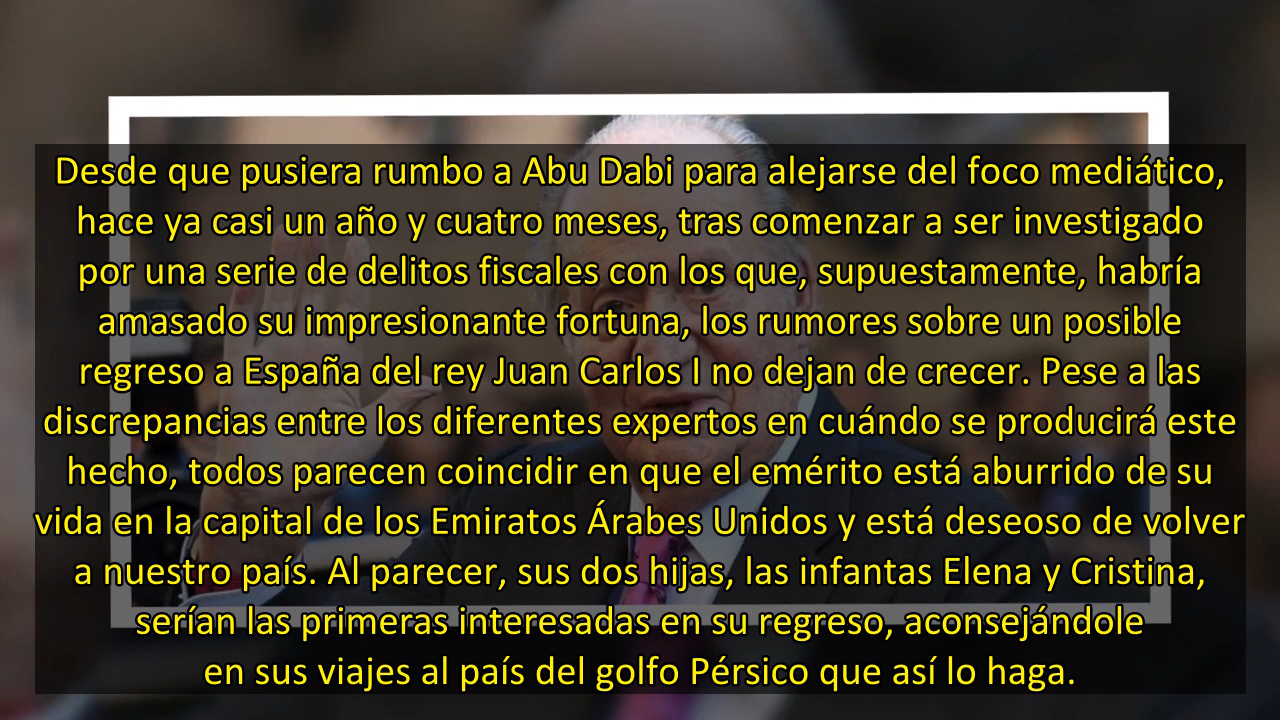 Desde que pusiera rumbo a Abu Dabi para alejarse del foco mediático,
hace ya casi un año y cuatro meses, tras comenzar a ser investigado
por una serie de delitos fiscales con los que, supuestamente, habría
amasado su impresionante fortuna, los rumores sobre un posible
regreso a España del rey Juan Carlos I no dejan de crecer. Pese a las
discrepancias entre los diferentes expertos en cuándo se producirá este
hecho, todos parecen coincidir en que el emérito está aburrido de su
vida en la capital de los Emiratos Árabes Unidos y está deseoso de volver
a nuestro país. Al parecer, sus dos hijas, las infantas Elena y Cristina,
serían las primeras interesadas en su regreso, aconsejándole
en sus viajes al país del golfo Pérsico que así lo haga.